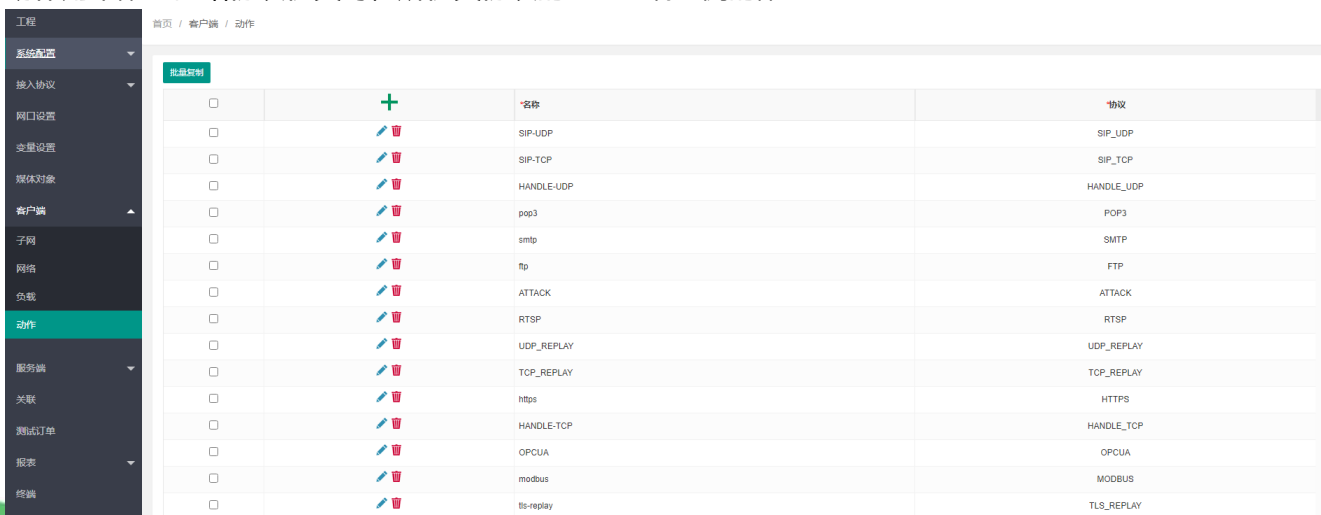 工程
首页 / 客户端 / 动作
系统配置
接入协议
网口设置
变量设置
媒体对象
客户端
子网
网络
负载
动作
服务端
关联
测试订单
报表
终端
批量复制
*名称 *协议
SIP-UDP SIP_UDP
SIP-TCP SIP_TCP
HANDLE-UDP HANDLE_UDP
pop3 POP3
smtp SMTP
ftp FTP
ATTACK ATTACK
RTSP RTSP
UDP_REPLAY UDP_REPLAY
TCP_REPLAY TCP_REPLAY
https HTTPS
HANDLE-TCP HANDLE_TCP
OPCUA OPCUA
modbus MODBUS
tls-replay TLS_REPLAY